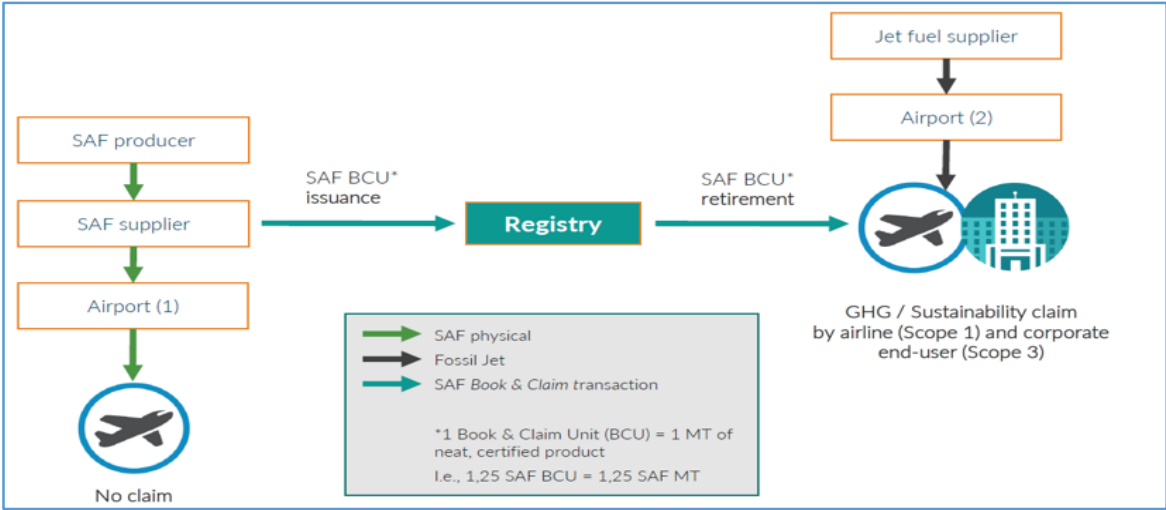 SAF producer
SAF supplier
Airport (1)
No claim
SAF BCU*
issuance
Registry
SAF BCU*
retirement
Jet fuel supplier
Airport (2)
GHG / Sustainability claim
by airline (Scope 1) and corporate
end-user (Scope 3)
SAF physical
Fossil Jet
SAF Book & Claim transaction
*1 Book & Claim Unit (BCU) = 1 MT of
neat, certified product
I.e., 1,25 SAF BCU = 1,25 SAF MT